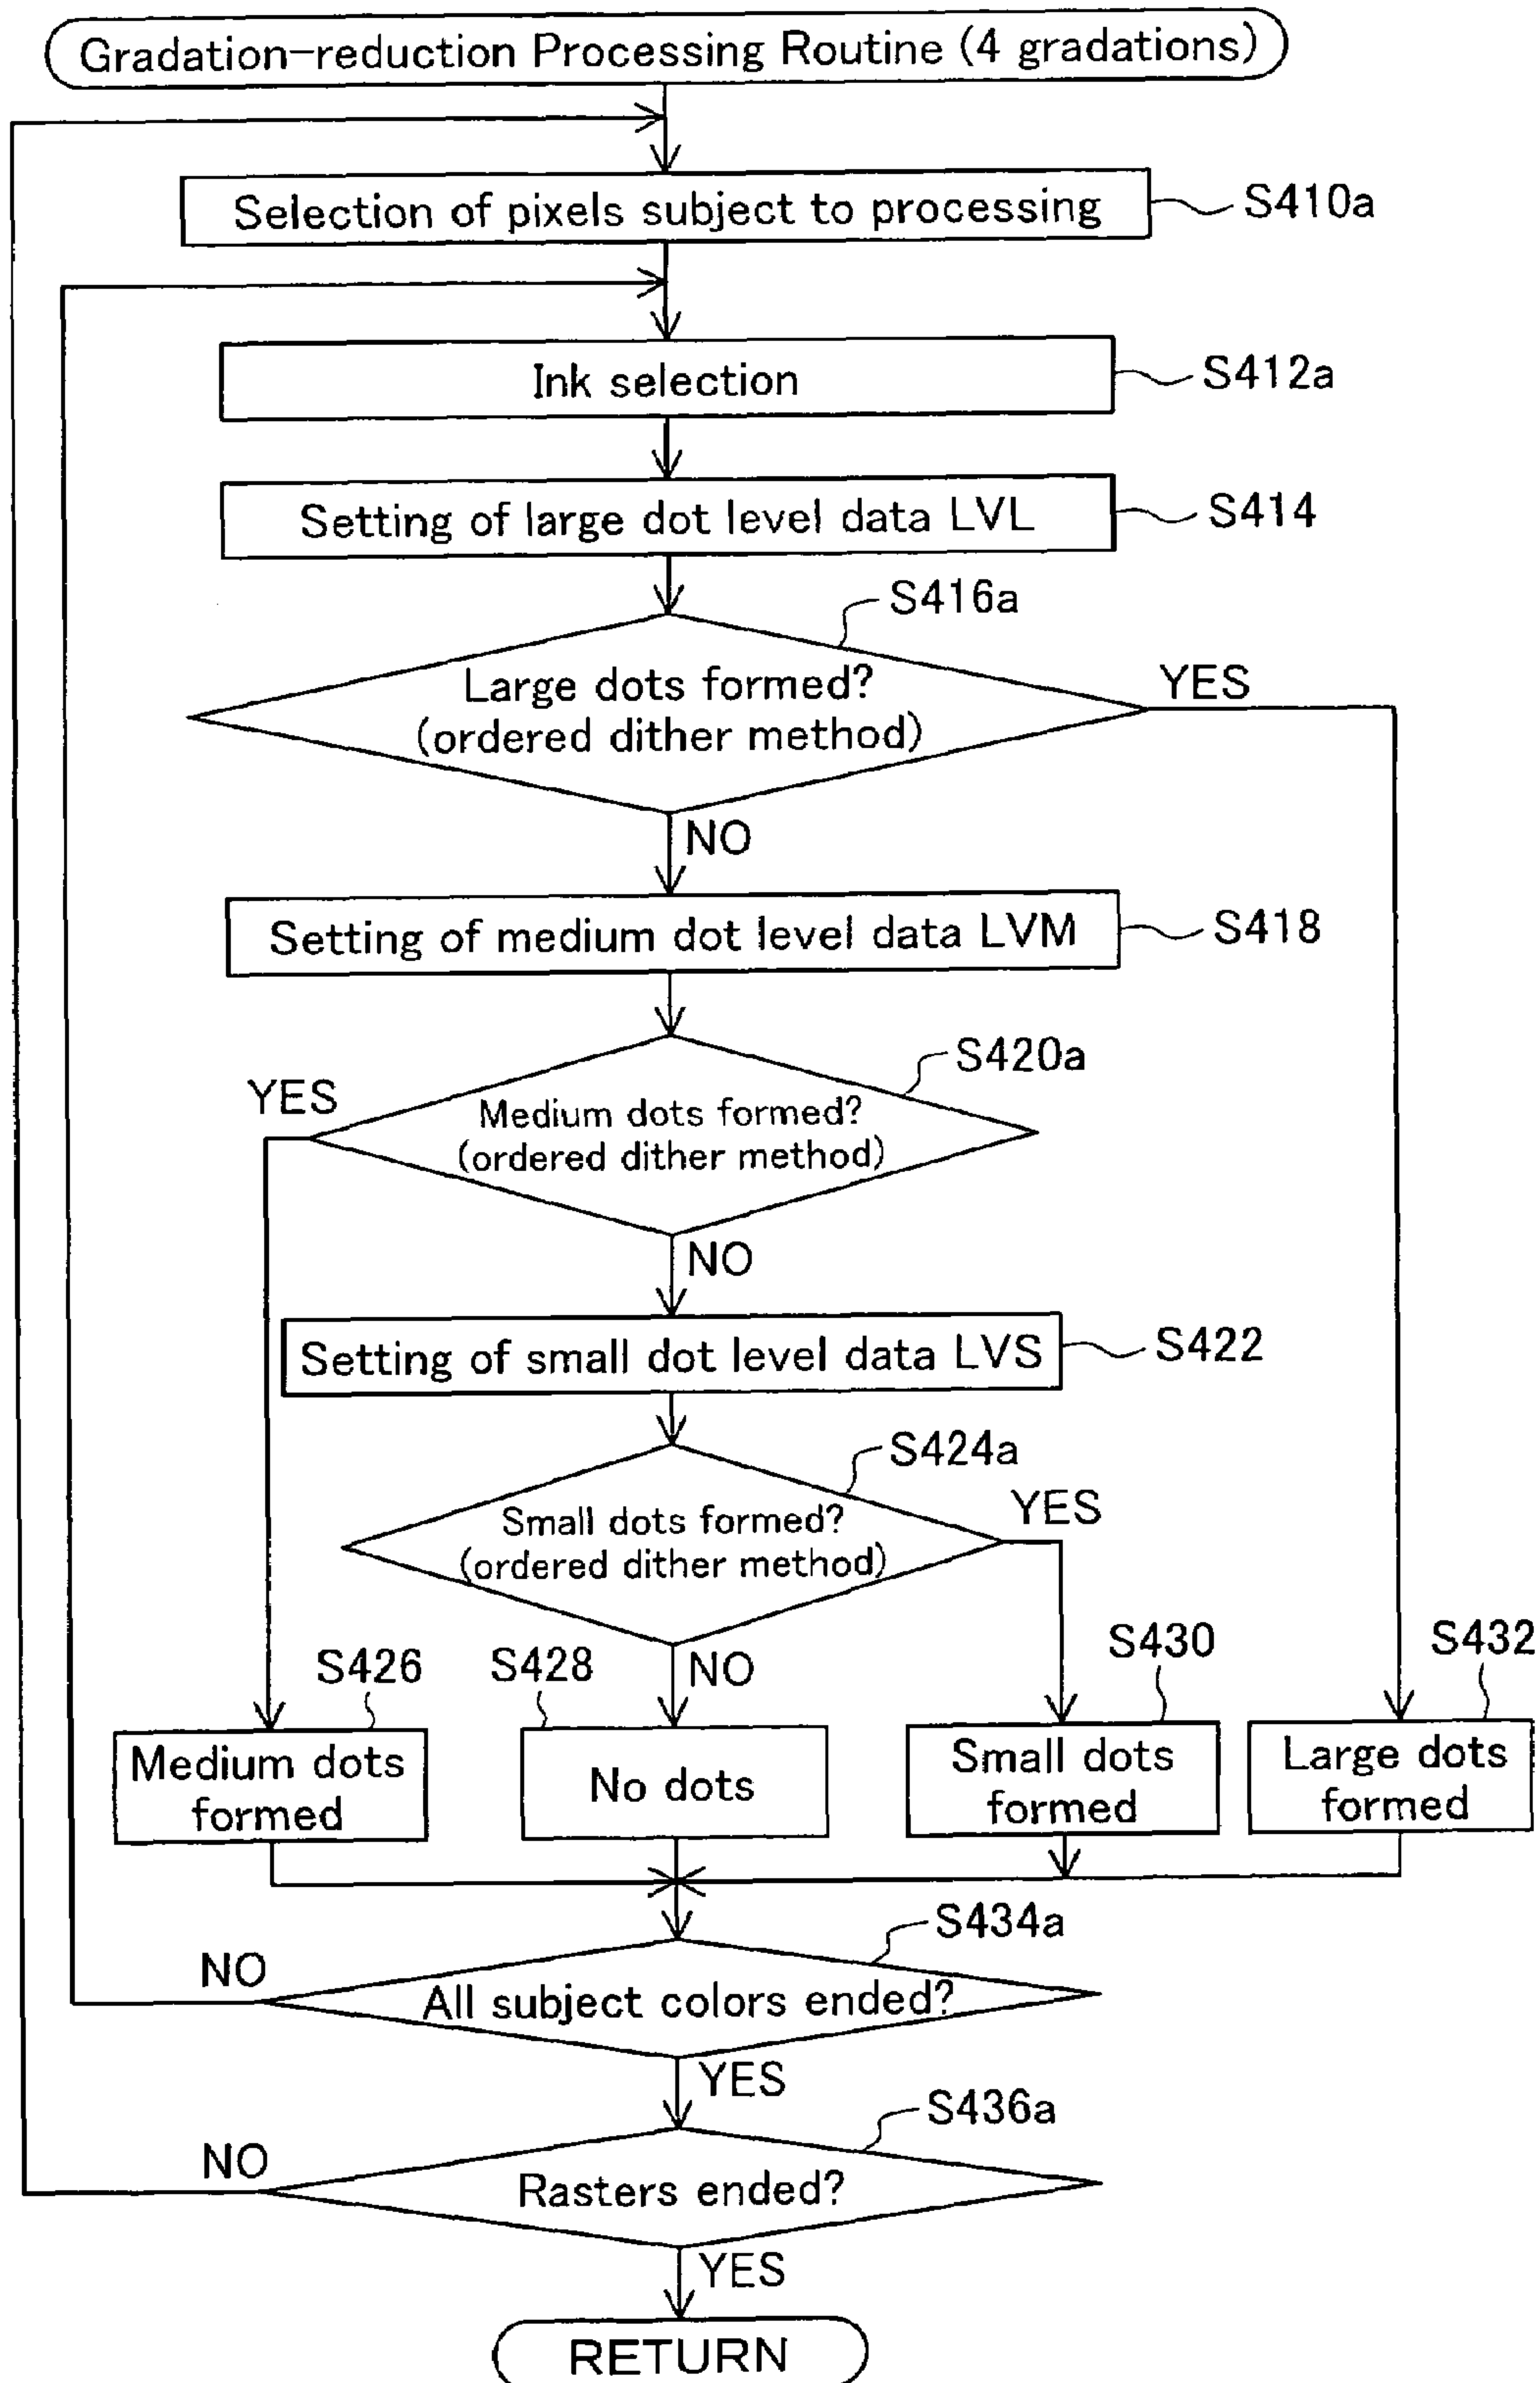 Gradation-reduction Processing Routine (4 gradations)
Selection of pixels subject to processing
S410a
Ink selection
S412a
Setting of large dot level data LVL
S414
S416a
Large dots formed?
(ordered dither method)
YES
NO
Setting of medium dot level data LVM
S418
S420a
YES
Medium dots formed?
(ordered dither method)
NO
Setting of small dot level data LVS
S422
S424a
Small dots formed?
(ordered dither method)
YES
NO
S426
S428
S430
S432
Medium dots
formed
No dots
Small dots
formed
Large dots
formed
S434a
NO
All subject colors ended?
YES
S436a
NO
Rasters ended?
YES
RETURN